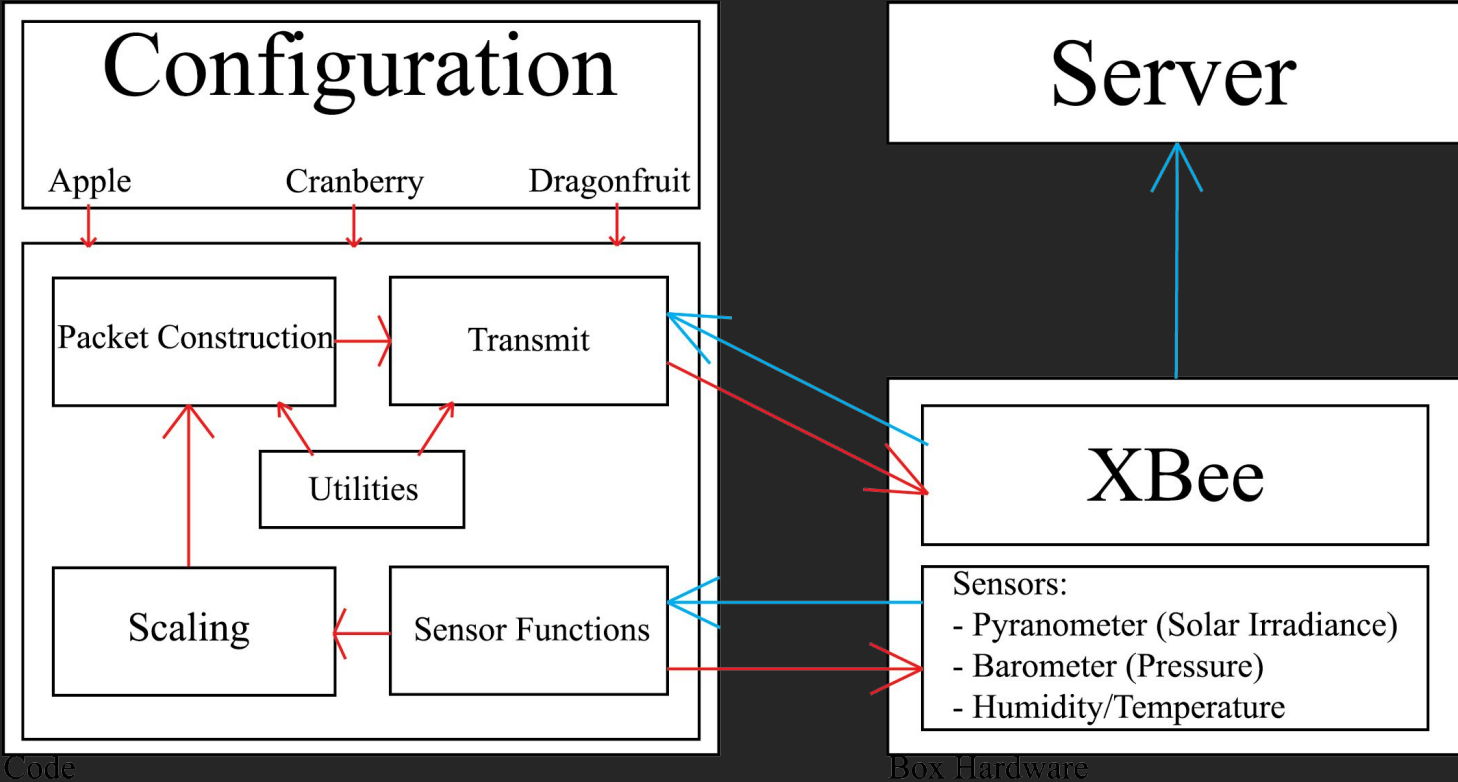 Configuration
Apple
Cranberry
Dragonfruit
Packet Construction
Transmit
Utilities
Scaling
Sensor Functions
Code
Server
XBee
Sensors:
- Pyranometer (Solar Irradiance)
- Barometer (Pressure)
- Humidity/Temperature
Box Hardware